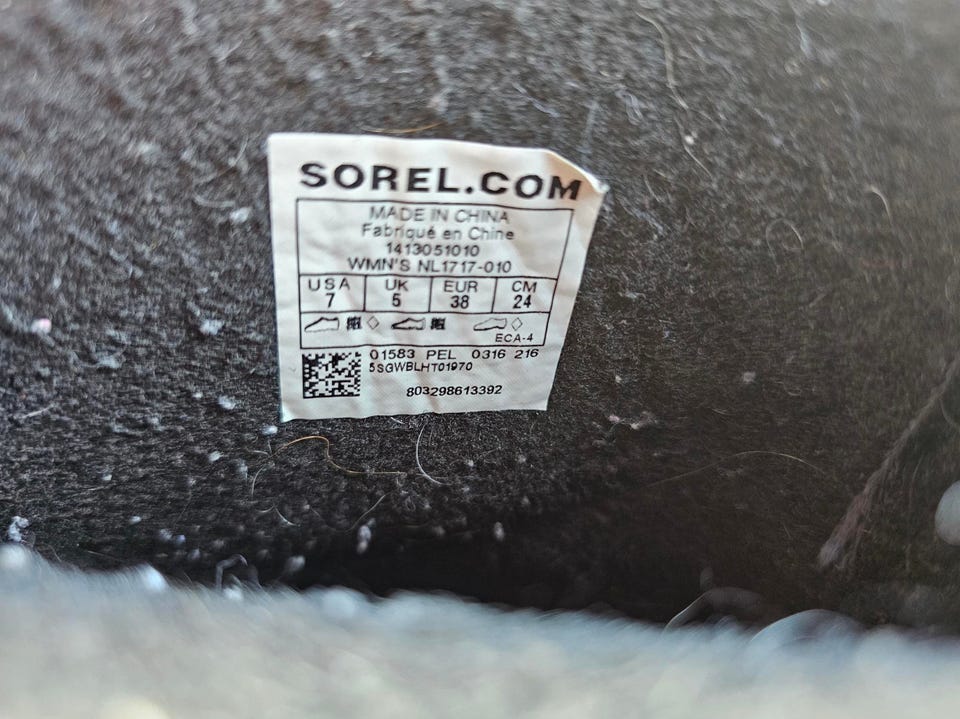 SOREL.COM
MADE IN CHINA
Fabriqué en Chine
1413051010
WMN'S NL1717-010
USA UK EUR CM
7 5 38 24
ECA-4
01583 PEL 0316 216
5SGWBLHT01970
803298613392